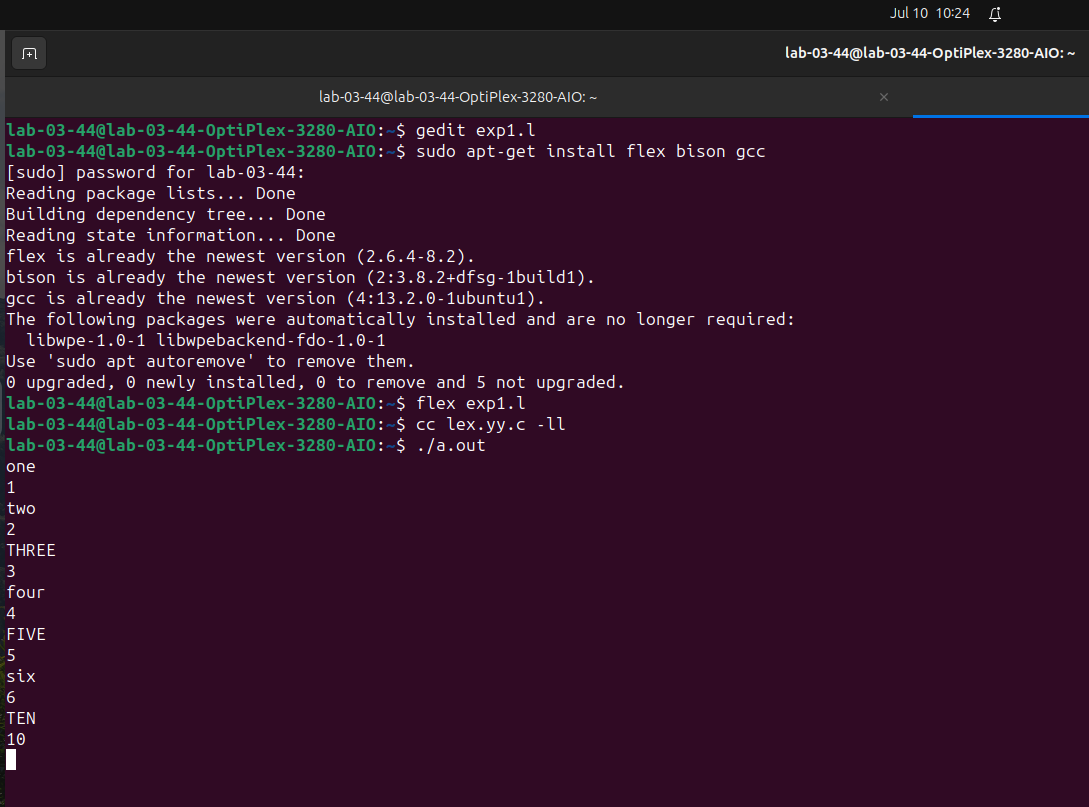 Jul 10 10:24
lab-03-44@lab-03-44-OptiPlex-3280-AIO: ~
lab-03-44@lab-03-44-OptiPlex-3280-AIO: ~
lab-03-44@lab-03-44-OptiPlex-3280-AIO:~$ gedit exp1.l
lab-03-44@lab-03-44-OptiPlex-3280-AIO:~$ sudo apt-get install flex bison gcc
[sudo] password for lab-03-44:
Reading package lists... Done
Building dependency tree... Done
Reading state information... Done
flex is already the newest version (2.6.4-8.2).
bison is already the newest version (2:3.8.2+dfsg-1build1).
gcc is already the newest version (4:13.2.0-1ubuntu1).
The following packages were automatically installed and are no longer required:
  libwpe-1.0-1 libwpebackend-fdo-1.0-1
Use 'sudo apt autoremove' to remove them.
0 upgraded, 0 newly installed, 0 to remove and 5 not upgraded.
lab-03-44@lab-03-44-OptiPlex-3280-AIO:~$ flex exp1.l
lab-03-44@lab-03-44-OptiPlex-3280-AIO:~$ cc lex.yy.c -ll
lab-03-44@lab-03-44-OptiPlex-3280-AIO:~$ ./a.out
one
1
two
2
THREE
3
four
4
FIVE
5
six
6
TEN
10